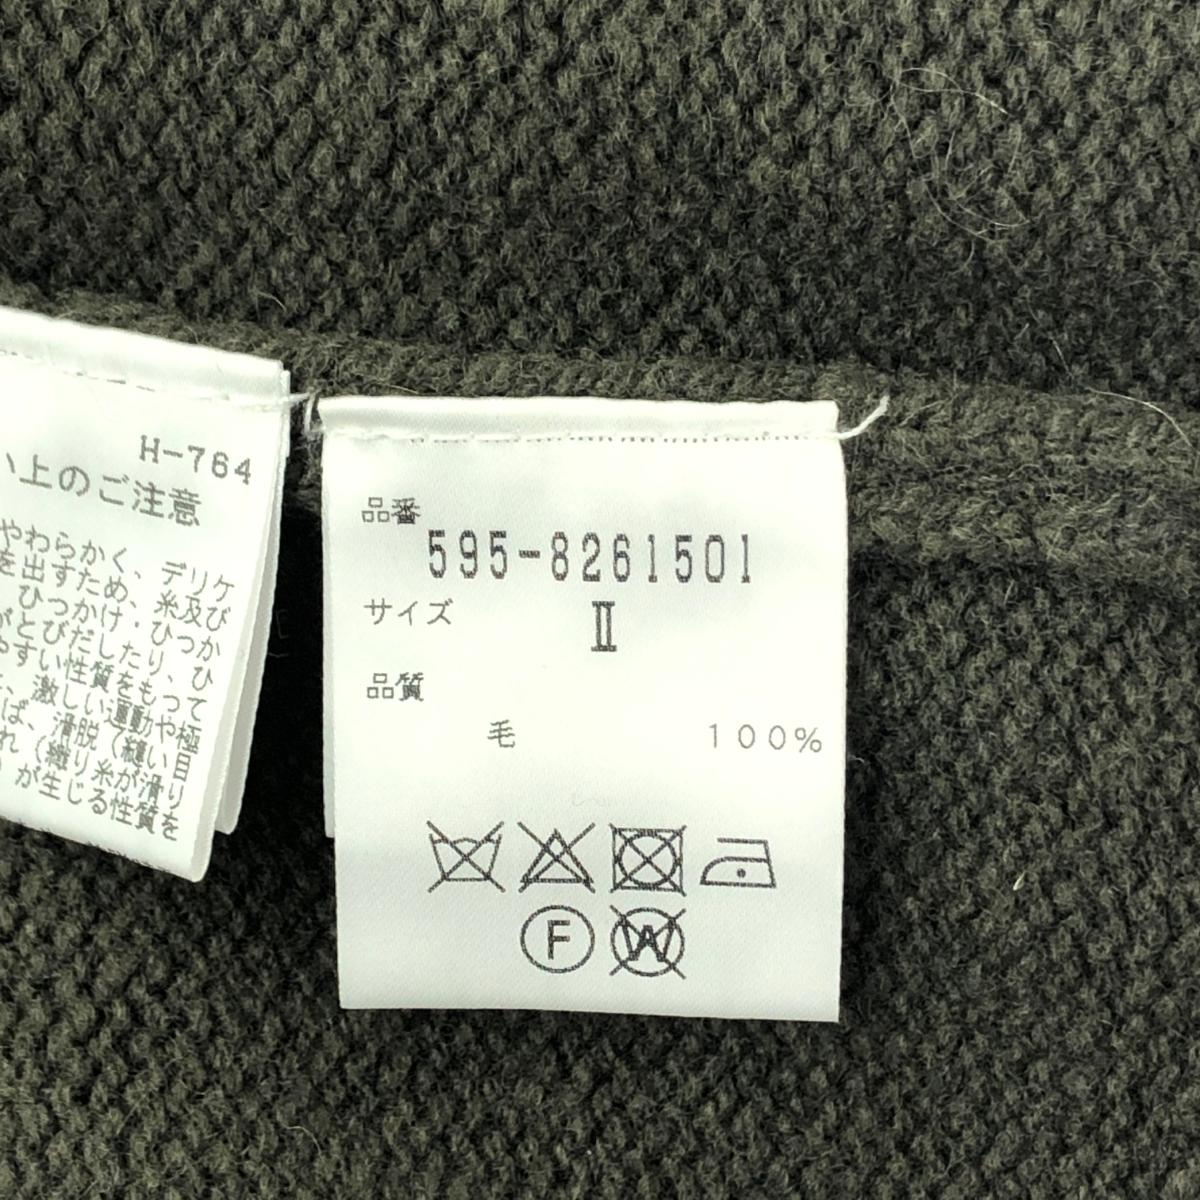 H-764
い上のご注意
やわらかく、デリケ
を出すため、糸及び
ひっかけ・ひっか
がとびだしたり、ひ
やすい性質をもって
激しい運動や極
ば、滑脱(縫い目
れ(織り糸が滑り
)が生じる性質を
品番
595-8261501
サイズ
II
品質
毛 100%
F
W